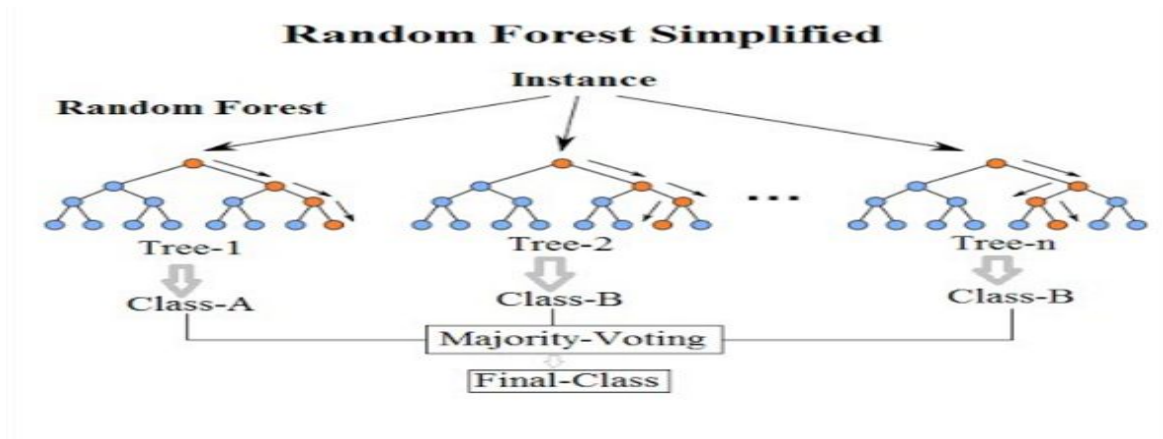 Random Forest Simplified
Instance
Random Forest
...
Tree-1
Tree-2
Tree-n
Class-A
Class-B
Class-B
Majority-Voting
Final-Class